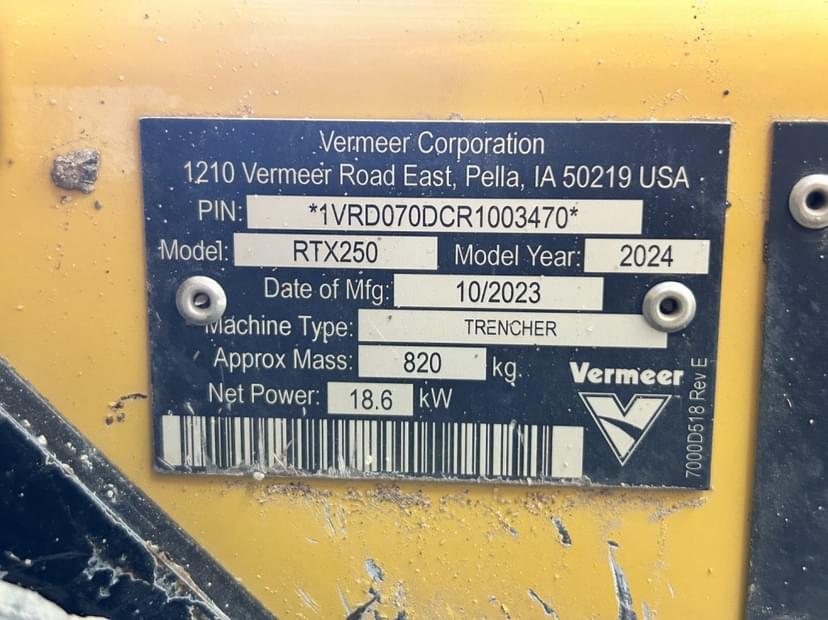 Vermeer Corporation
1210 Vermeer Road East, Pella, IA 50219 USA
PIN: *1VRD070DCR1003470*
Model: RTX250 Model Year: 2024
Date of Mfg: 10/2023
Machine Type: TRENCHER
Approx Mass: 820 kg.
Net Power: 18.6 kW
Vermeer
7000D518 Rev E